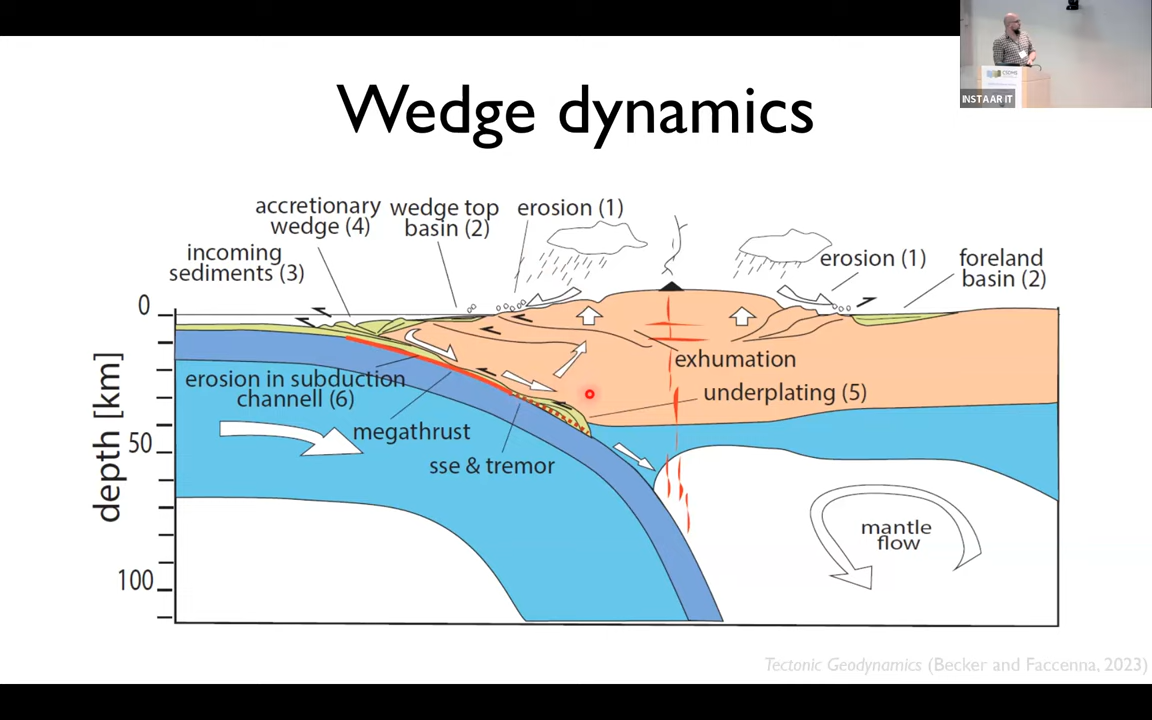 INSTAAR IT
Wedge dynamics
accretionary
wedge (4)
wedge top
basin (2)
erosion (1)
incoming
sediments (3)
erosion (1)
foreland
basin (2)
0
exhumation
erosion in subduction
channell (6)
underplating (5)
megathrust
50
sse & tremor
depth [km]
mantle
flow
100
Tectonic Geodynamics (Becker and Faccenna, 2023)
CSDMS